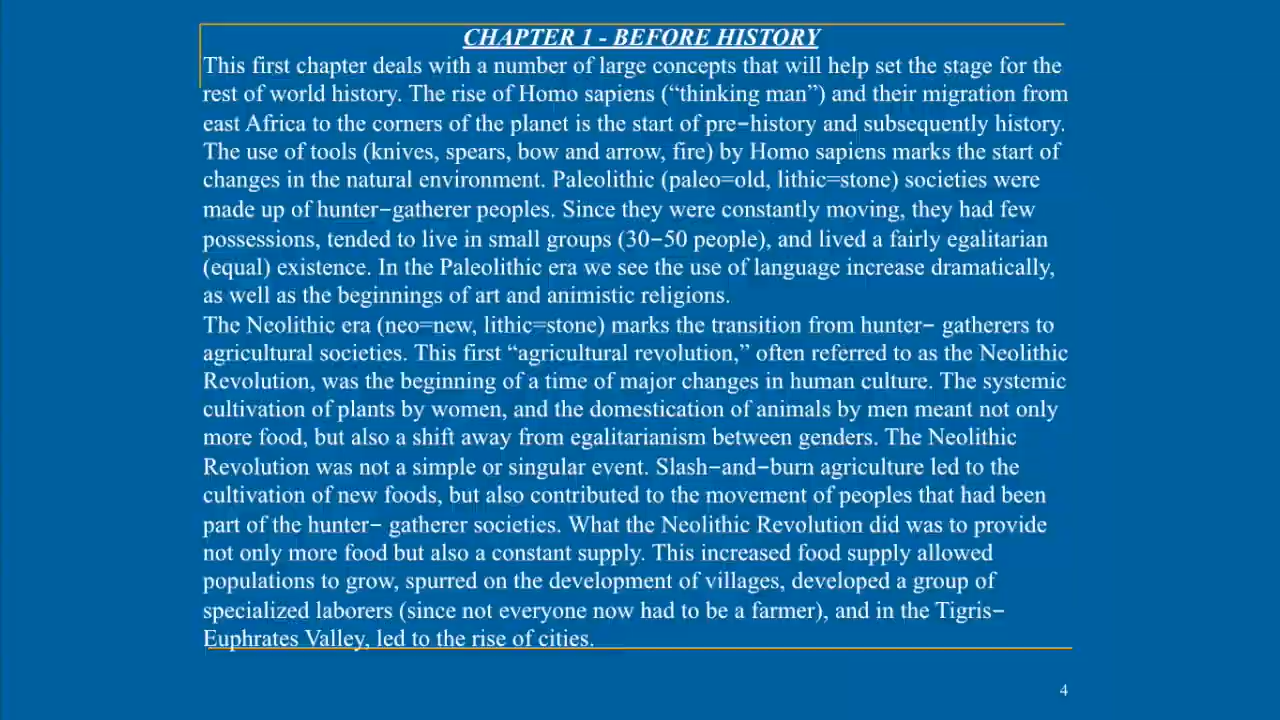 CHAPTER 1 - BEFORE HISTORY
This first chapter deals with a number of large concepts that will help set the stage for the
rest of world history. The rise of Homo sapiens (“thinking man”) and their migration from
east Africa to the corners of the planet is the start of pre−history and subsequently history.
The use of tools (knives, spears, bow and arrow, fire) by Homo sapiens marks the start of
changes in the natural environment. Paleolithic (paleo=old, lithic=stone) societies were
made up of hunter−gatherer peoples. Since they were constantly moving, they had few
possessions, tended to live in small groups (30−50 people), and lived a fairly egalitarian
(equal) existence. In the Paleolithic era we see the use of language increase dramatically,
as well as the beginnings of art and animistic religions.
The Neolithic era (neo=new, lithic=stone) marks the transition from hunter− gatherers to
agricultural societies. This first “agricultural revolution,” often referred to as the Neolithic
Revolution, was the beginning of a time of major changes in human culture. The systemic
cultivation of plants by women, and the domestication of animals by men meant not only
more food, but also a shift away from egalitarianism between genders. The Neolithic
Revolution was not a simple or singular event. Slash−and−burn agriculture led to the
cultivation of new foods, but also contributed to the movement of peoples that had been
part of the hunter− gatherer societies. What the Neolithic Revolution did was to provide
not only more food but also a constant supply. This increased food supply allowed
populations to grow, spurred on the development of villages, developed a group of
specialized laborers (since not everyone now had to be a farmer), and in the Tigris−
Euphrates Valley, led to the rise of cities.
4